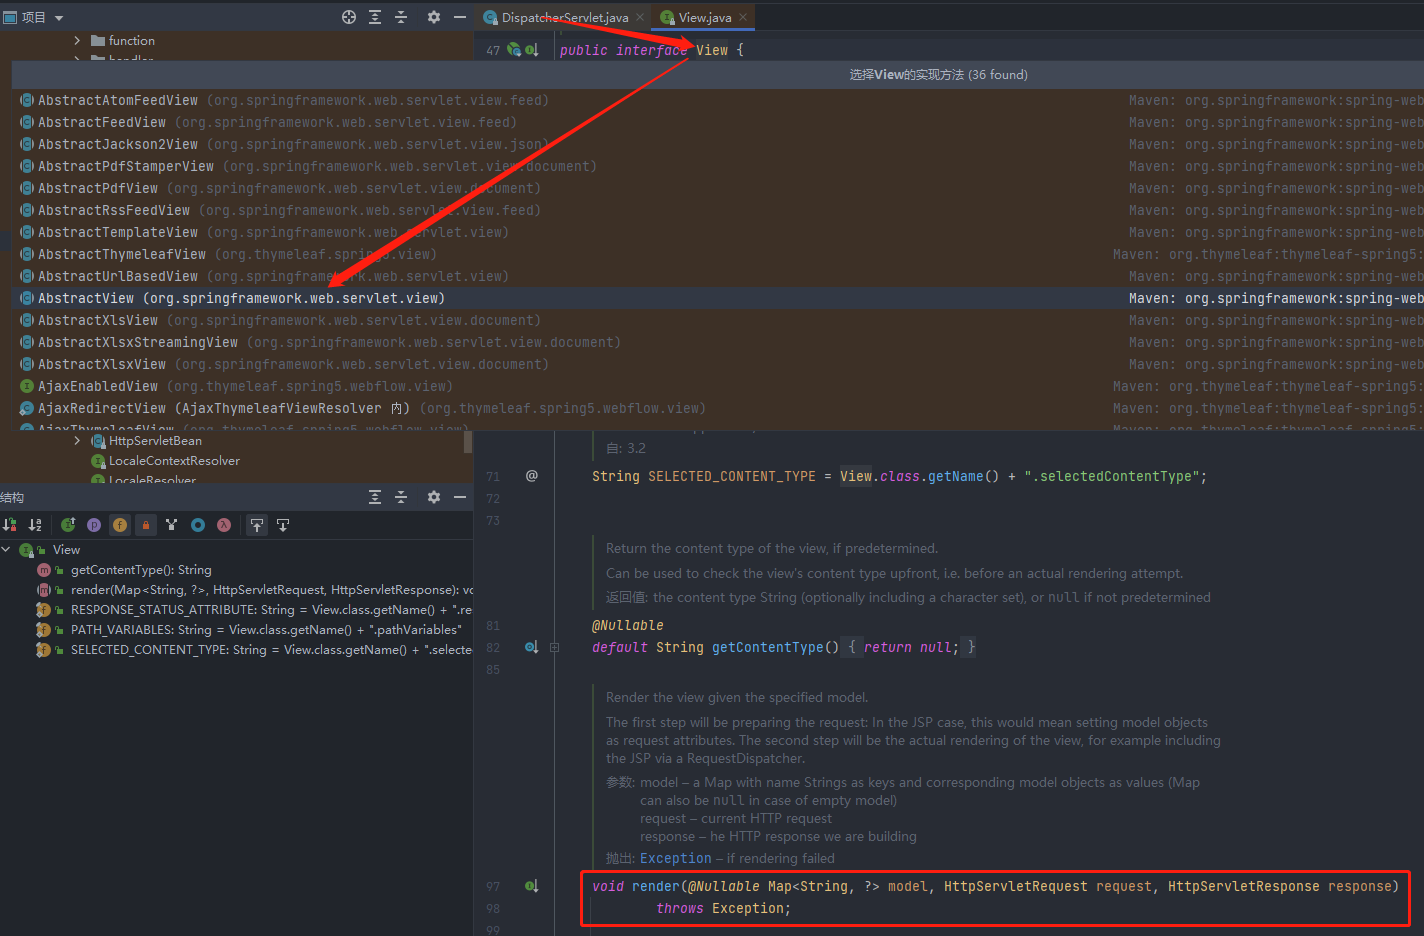 项目
DispatcherServlet.java
View.java
function
handler
47
public interface View {
选择View的实现方法 (36 found)
AbstractAtomFeedView (org.springframework.web.servlet.view.feed) Maven: org.springframework:spring-web
AbstractFeedView (org.springframework.web.servlet.view.feed) Maven: org.springframework:spring-web
AbstractJackson2View (org.springframework.web.servlet.view.json) Maven: org.springframework:spring-web
AbstractPdfStamperView (org.springframework.web.servlet.view.document) Maven: org.springframework:spring-web
AbstractPdfView (org.springframework.web.servlet.view.document) Maven: org.springframework:spring-web
AbstractRssFeedView (org.springframework.web.servlet.view.feed) Maven: org.springframework:spring-web
AbstractTemplateView (org.springframework.web.servlet.view) Maven: org.springframework:spring-web
AbstractThymeleafView (org.thymeleaf.spring5.view) Maven: org.thymeleaf:thymeleaf-spring5:
AbstractUrlBasedView (org.springframework.web.servlet.view) Maven: org.springframework:spring-web
AbstractView (org.springframework.web.servlet.view) Maven: org.springframework:spring-web
AbstractXlsView (org.springframework.web.servlet.view.document) Maven: org.springframework:spring-web
AbstractXlsxStreamingView (org.springframework.web.servlet.view.document) Maven: org.springframework:spring-web
AbstractXlsxView (org.springframework.web.servlet.view.document) Maven: org.springframework:spring-web
AjaxEnabledView (org.thymeleaf.spring5.webflow.view) Maven: org.thymeleaf:thymeleaf-spring5:
AjaxRedirectView (AjaxThymeleafViewResolver 内) (org.thymeleaf.spring5.webflow.view) Maven: org.thymeleaf:thymeleaf-spring5:
AjaxThymeleafView (org.thymeleaf.spring5.webflow.view) Maven: org.thymeleaf:thymeleaf-spring5:
HttpServletBean
LocaleContextResolver
LocaleResolver
结构
View
getContentType(): String
render(Map<String, ?>, HttpServletRequest, HttpServletResponse): vo
RESPONSE_STATUS_ATTRIBUTE: String = View.class.getName() + ".re
PATH_VARIABLES: String = View.class.getName() + ".pathVariables"
SELECTED_CONTENT_TYPE: String = View.class.getName() + ".selecte
自: 3.2
71 String SELECTED_CONTENT_TYPE = View.class.getName() + ".selectedContentType";
72
73
Return the content type of the view, if predetermined.
Can be used to check the view's content type upfront, i.e. before an actual rendering attempt.
返回值: the content type String (optionally including a character set), or null if not predetermined
81 @Nullable
82 default String getContentType() { return null; }
85
Render the view given the specified model.
The first step will be preparing the request: In the JSP case, this would mean setting model objects
as request attributes. The second step will be the actual rendering of the view, for example including
the JSP via a RequestDispatcher.
参数: model – a Map with name Strings as keys and corresponding model objects as values (Map
can also be null in case of empty model)
request – current HTTP request
response – he HTTP response we are building
抛出: Exception – if rendering failed
97 void render(@Nullable Map<String, ?> model, HttpServletRequest request, HttpServletResponse response)
98 throws Exception;
99